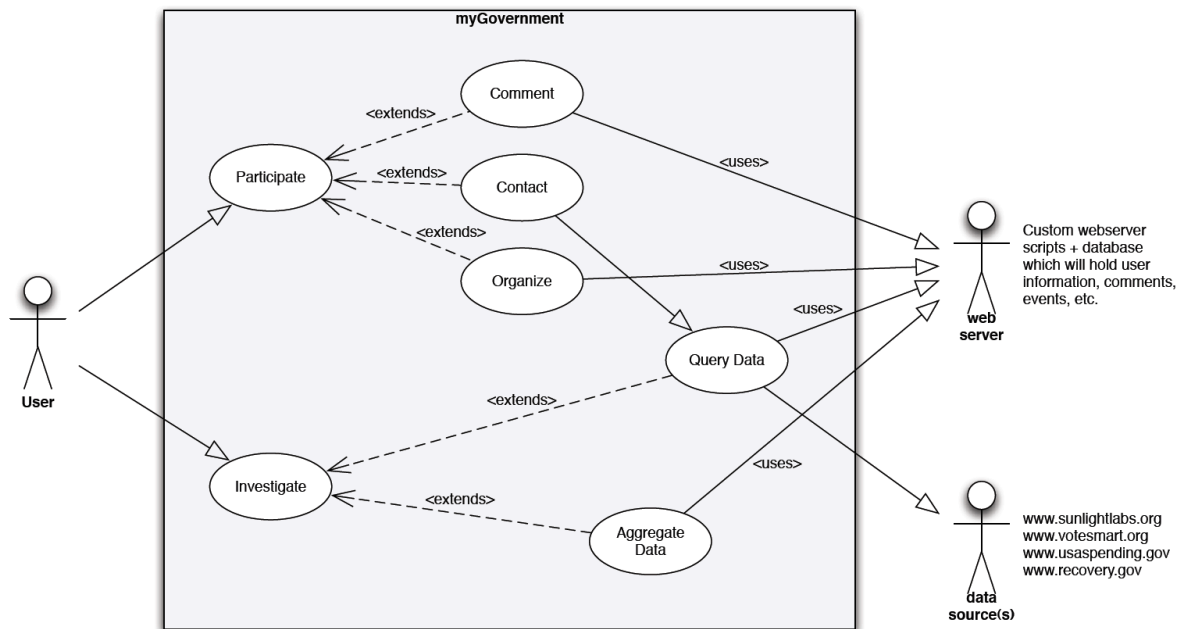 myGovernment
Comment
<extends>
Participate
<extends>
Contact
<uses>
<extends>
Organize
<uses>
Custom webserver
scripts + database
which will hold user
information, comments,
events, etc.
web
server
<uses>
Query Data
User
<extends>
<uses>
Investigate
<extends>
Aggregate
Data
www.sunlightlabs.org
www.votesmart.org
www.usaspending.gov
www.recovery.gov
data
source(s)